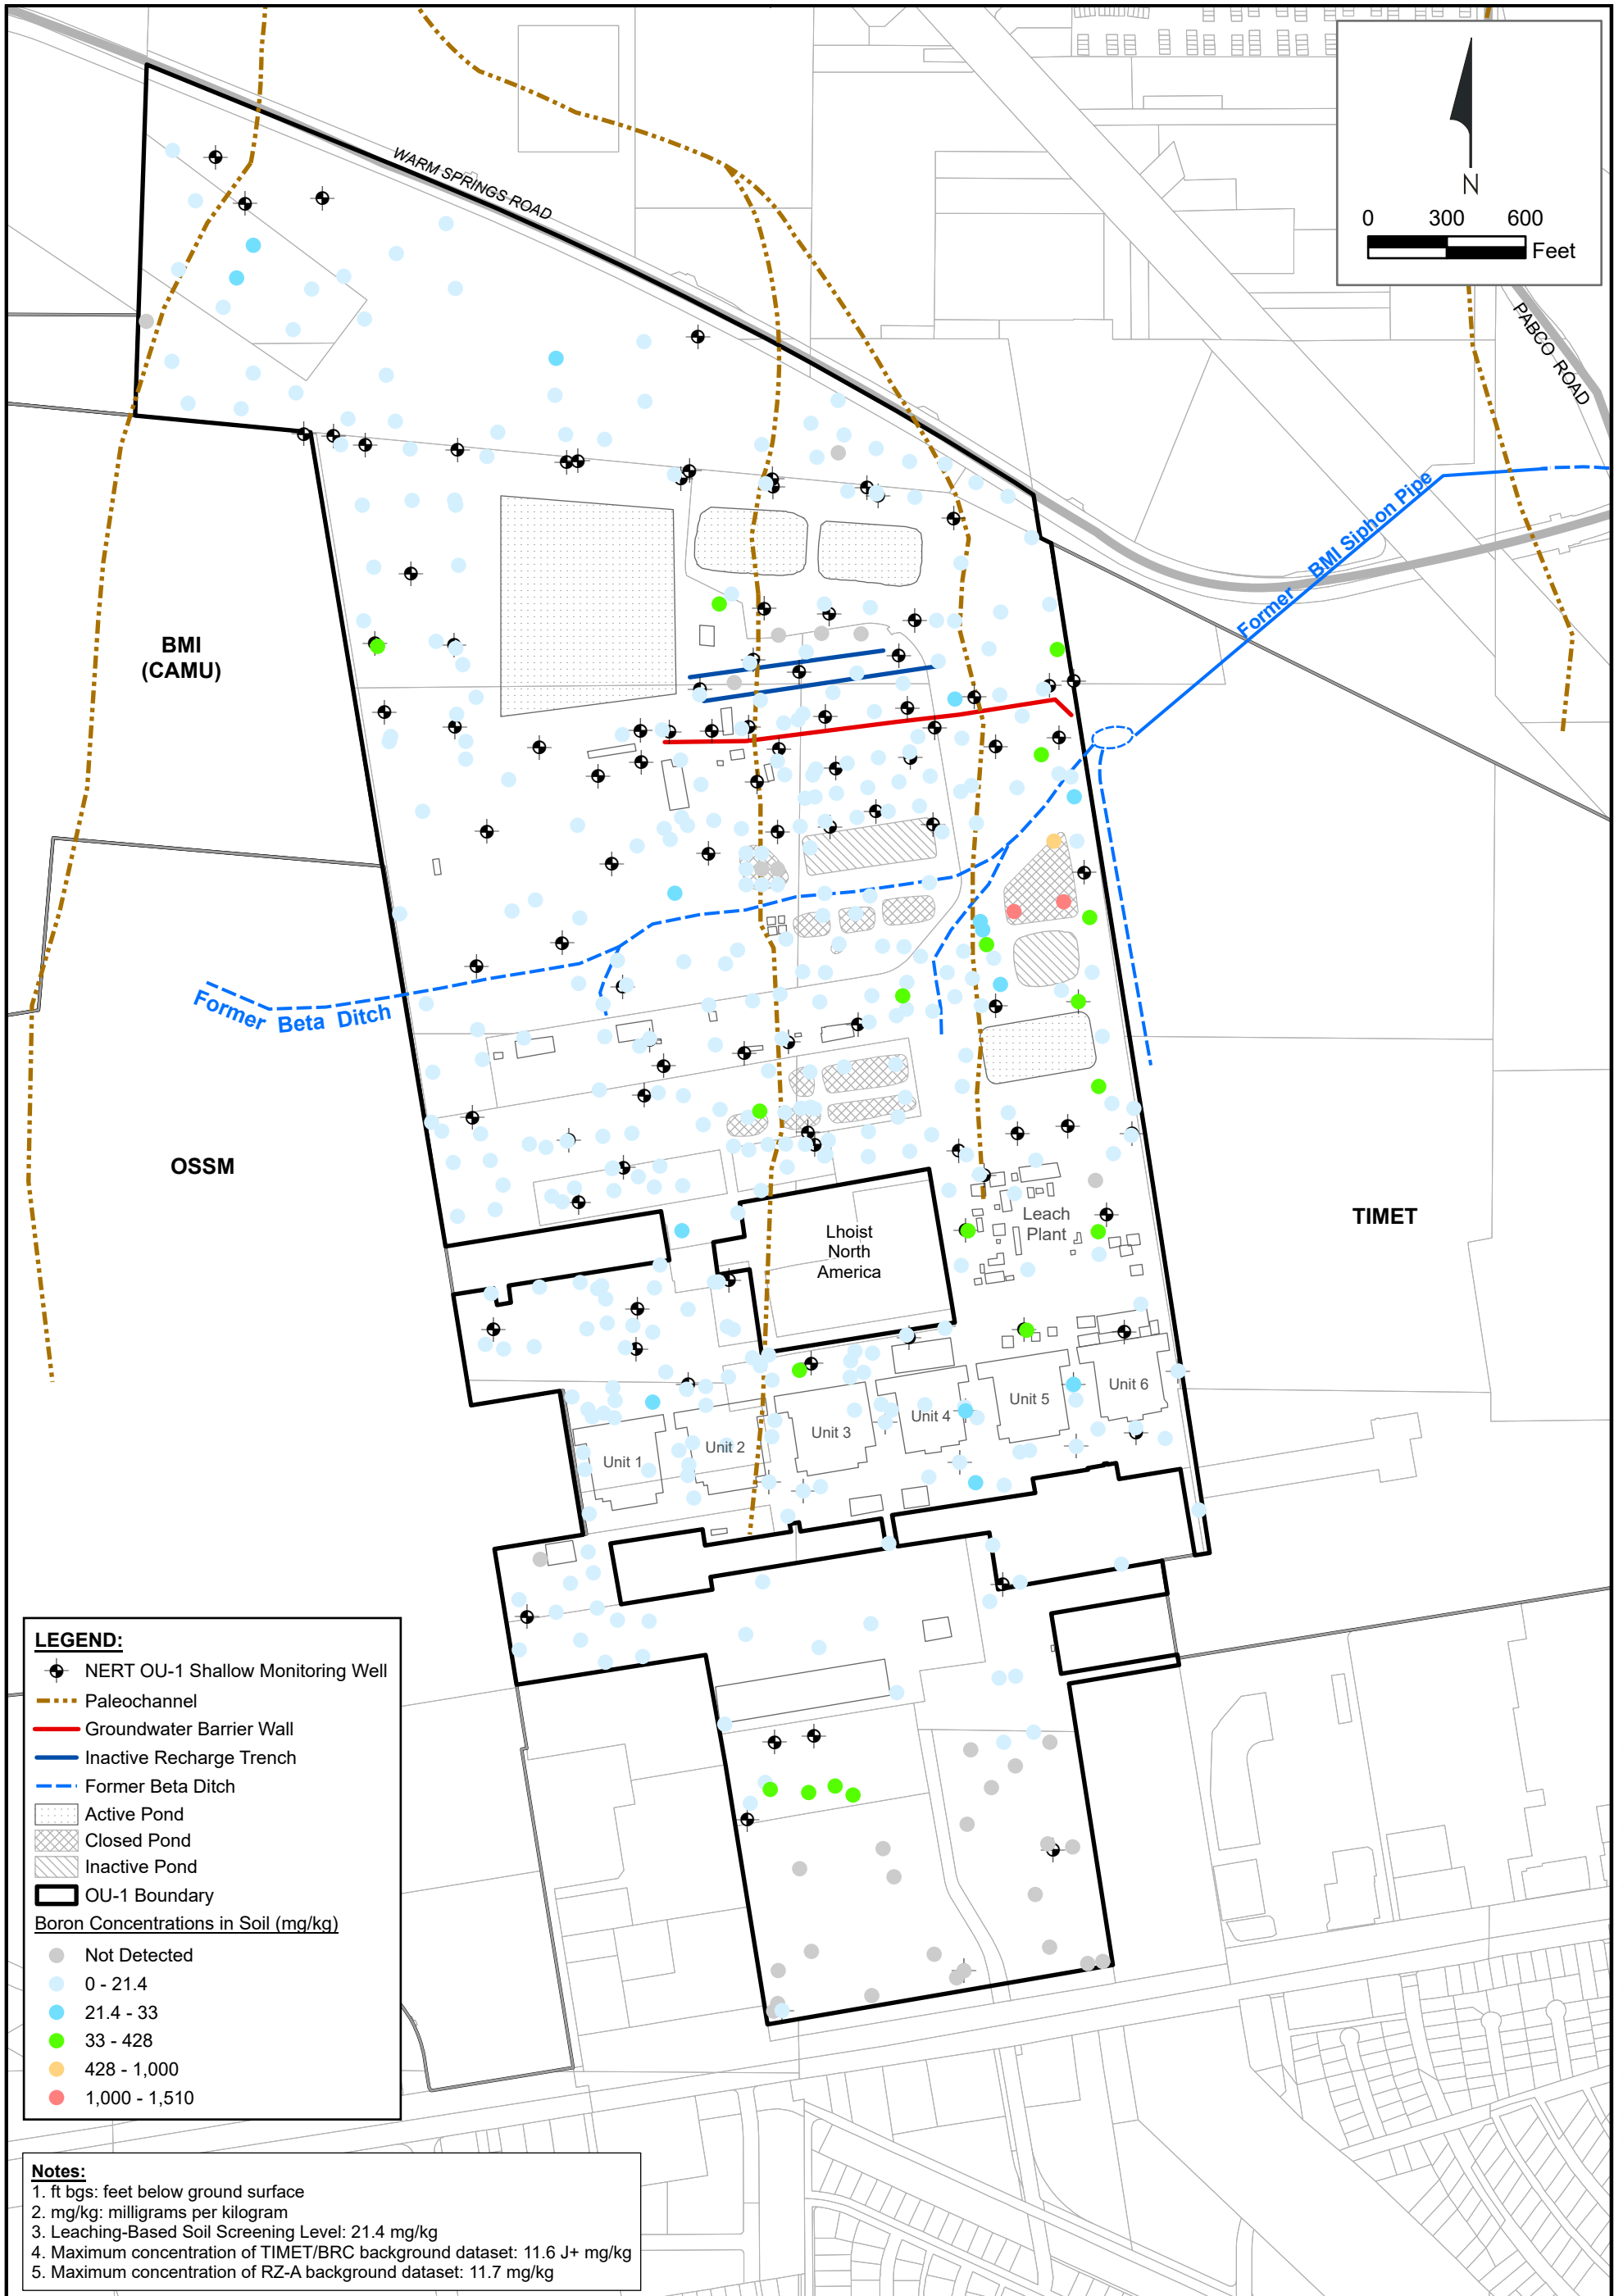 WARM SPRINGS ROAD
N
0 300 600
Feet
PABCO ROAD
Former BMI Siphon Pipe
BMI
(CAMU)
Former Beta Ditch
OSSM
TIMET
Leach
Plant
Lhoist
North
America
Unit 1
Unit 2
Unit 3
Unit 4
Unit 5
Unit 6
LEGEND:
NERT OU-1 Shallow Monitoring Well
Paleochannel
Groundwater Barrier Wall
Inactive Recharge Trench
Former Beta Ditch
Active Pond
Closed Pond
Inactive Pond
OU-1 Boundary
Boron Concentrations in Soil (mg/kg)
Not Detected
0 - 21.4
21.4 - 33
33 - 428
428 - 1,000
1,000 - 1,510
Notes:
1. ft bgs: feet below ground surface
2. mg/kg: milligrams per kilogram
3. Leaching-Based Soil Screening Level: 21.4 mg/kg
4. Maximum concentration of TIMET/BRC background dataset: 11.6 J+ mg/kg
5. Maximum concentration of RZ-A background dataset: 11.7 mg/kg